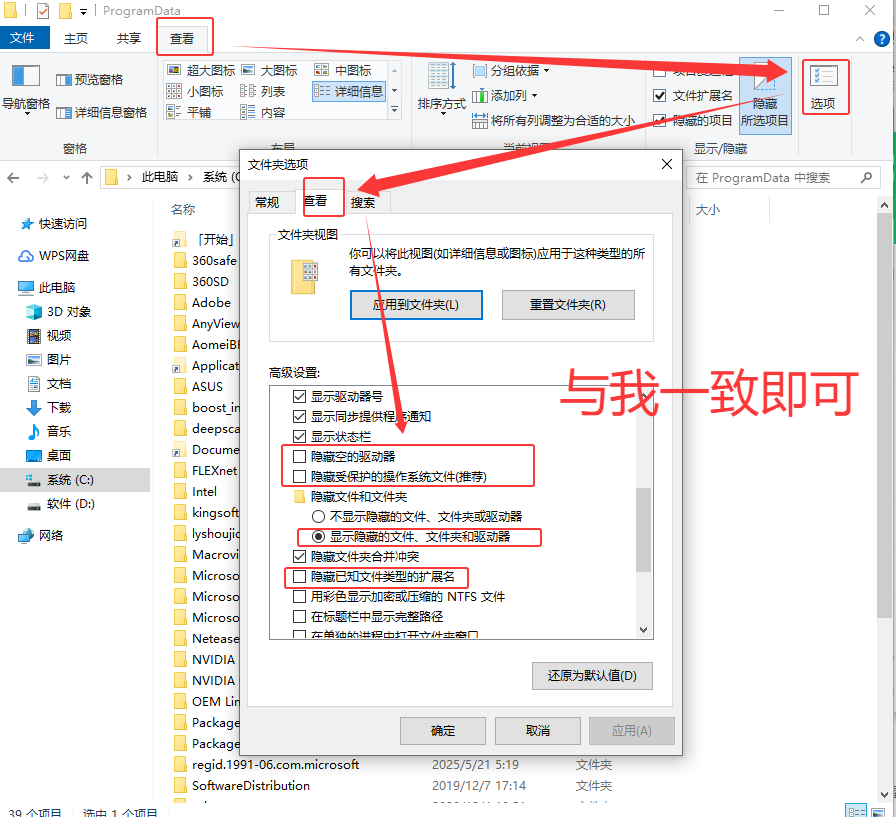 ProgramData
文件
主页
共享
查看
导航窗格
预览窗格
详细信息窗格
窗格
超大图标
大图标
中图标
小图标
列表
详细信息
平铺
内容
排序方式
分组依据
添加列
将所有列调整为合适的大小
文件扩展名
隐藏的项目
隐藏
所选项目
选项
显示/隐藏
此电脑
系统 (C
在 ProgramData 中搜索
名称
大小
快速访问
WPS网盘
此电脑
3D 对象
视频
图片
文档
下载
音乐
桌面
系统 (C:)
软件 (D:)
网络
「开始」
360safe
360SD
Adobe
AnyView
AomeiBR
Applicat
ASUS
boost_in
deepsca
Docume
FLEXnet
Intel
kingsoft
lyshoujic
Macrovi
Microso
Microso
Microso
Netease
NVIDIA
NVIDIA
OEM Lin
Package
Package
regid.1991-06.com.microsoft
2025/5/21 5:19
文件夹
SoftwareDistribution
2019/12/7 17:14
文件夹
39 个项目
选中 1 个项目
文件夹选项
常规
查看
搜索
文件夹视图
你可以将此视图(如详细信息或图标)应用于这种类型的所
有文件夹。
应用到文件夹(L)
重置文件夹(R)
高级设置:
显示驱动器号
显示同步提供程序通知
显示状态栏
隐藏空的驱动器
隐藏受保护的操作系统文件(推荐)
隐藏文件和文件夹
不显示隐藏的文件、文件夹或驱动器
显示隐藏的文件、文件夹和驱动器
隐藏文件夹合并冲突
隐藏已知文件类型的扩展名
用彩色显示加密或压缩的 NTFS 文件
在标题栏中显示完整路径
在单独的进程中打开文件夹窗口
还原为默认值(D)
确定
取消
应用(A)
与我一致即可